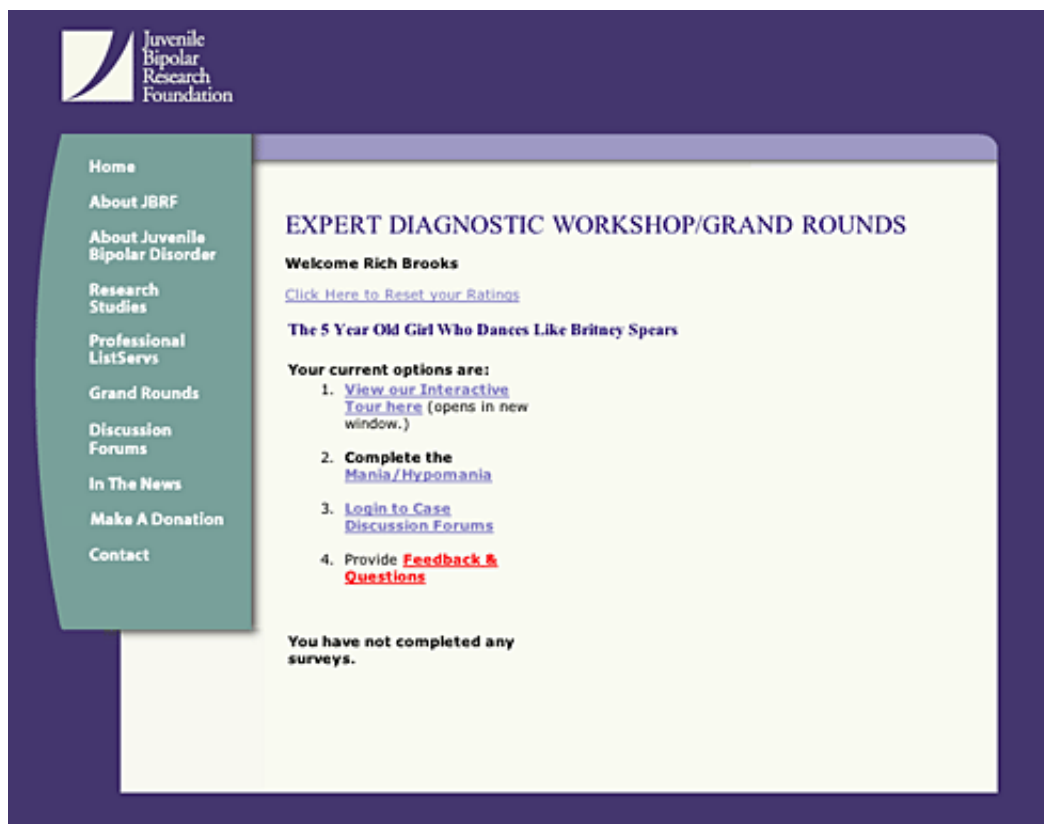 Juvenile
Bipolar
Research
Foundation
Home
About JBRF
About Juvenile
Bipolar Disorder
Research
Studies
Professional
ListServs
Grand Rounds
Discussion
Forums
In The News
Make A Donation
Contact
EXPERT DIAGNOSTIC WORKSHOP/GRAND ROUNDS
Welcome Rich Brooks
Click Here to Reset your Ratings
The 5 Year Old Girl Who Dances Like Britney Spears
Your current options are:
1. View our Interactive
Tour here (opens in new
window.)
2. Complete the
Mania/Hypomania
3. Login to Case
Discussion Forums
4. Provide Feedback &
Questions
You have not completed any
surveys.